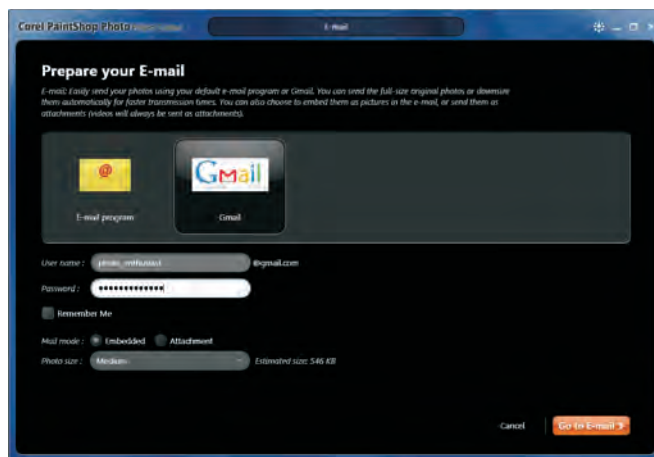 Corel PaintShop Photo
E-mail
Prepare your E-mail
E-mail: Easily send your photos using your default e-mail program or Gmail. You can send the full-size original photos or downsize
them automatically for faster transmission times. You can also choose to embed them as pictures in the e-mail, or send them as
attachments (videos will always be sent as attachments).
@
Gmail
E-mail program
Gmail
User name : photo_enthusiast @gmail.com
Password : •••••••••••••
Remember Me
Mail mode : Embedded Attachment
Photo size : Medium Estimated size: 546 KB
Cancel
Go to E-mail